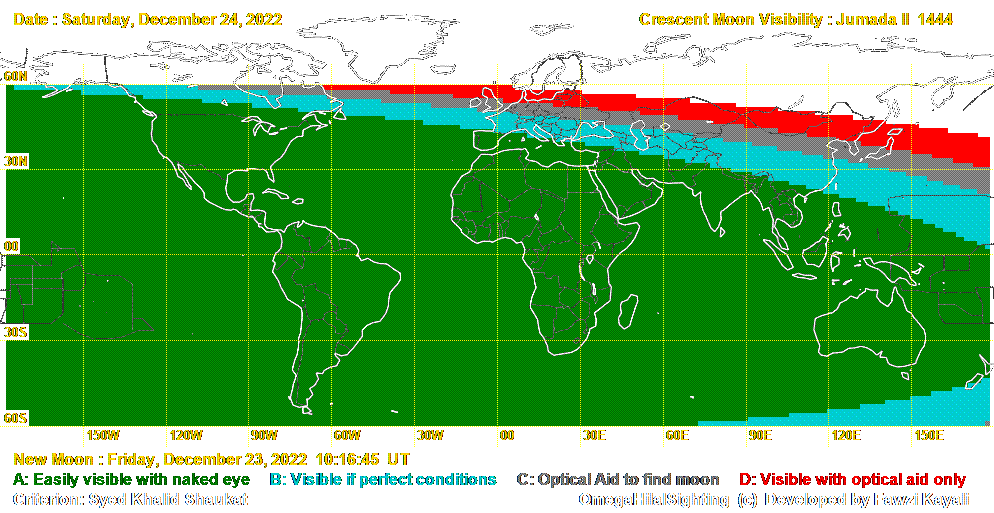 Date : Saturday, December 24, 2022 Crescent Moon Visibility : Jumada II 1444
60N
30N
00
30S
60S
150W 120W 90W 60W 30W 00 30E 60E 90E 120E 150E
New Moon : Friday, December 23, 2022 10:16:45 UT
A: Easily visible with naked eye B: Visible if perfect conditions C: Optical Aid to find moon D: Visible with optical aid only
Criterion: Syed Khalid Shaukat OmegaHilalSighting (c) Developed by Fawzi Kayali